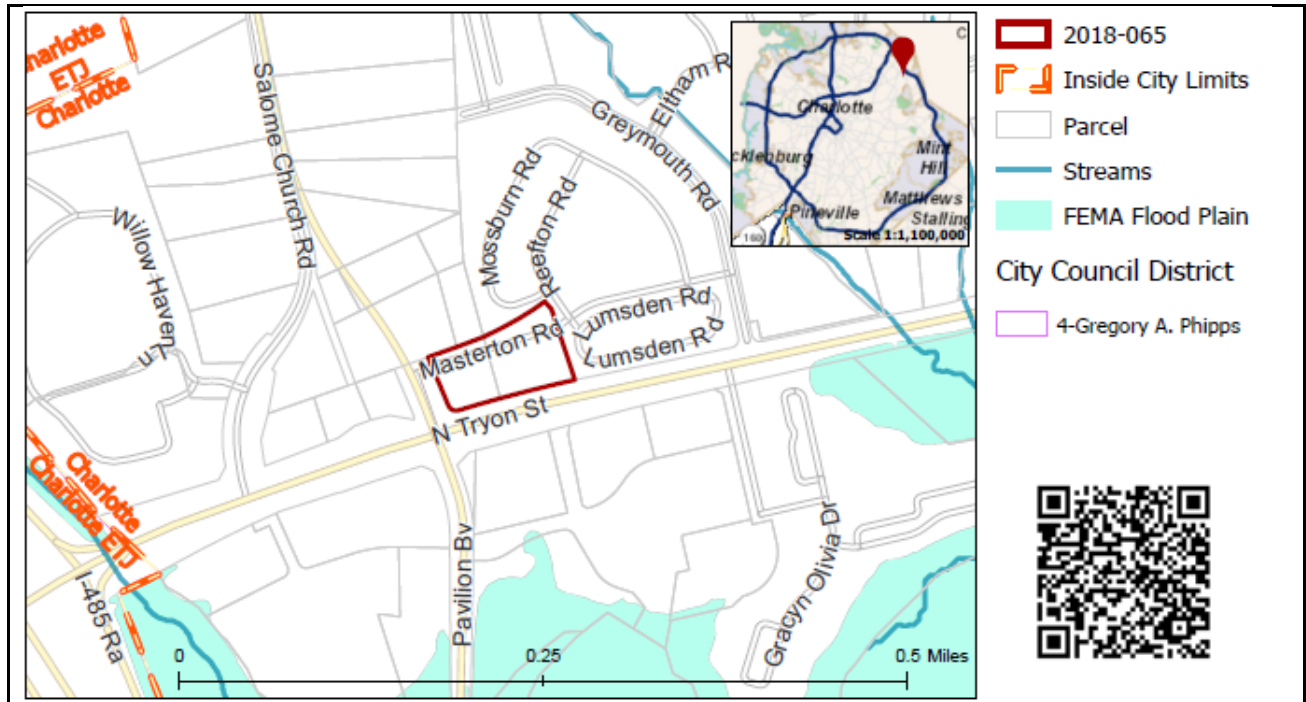 Charlotte
ETJ
Charlotte
Salome Church Rd
Willow Haven
Ln
Mossburn Rd
Reefton Rd
Greymouth Rd
Eltham R
Masterton Rd
Lumsden Rd
Lumsden Rd
N Tryon St
Pavilion Bv
Gracyn Olivia Dr
Charlotte
Charlotte ETJ
I-485 Ra
0
0.25
0.5 Miles
C
Charlotte
cklenburg
Mint
Hill
Matthews
Pineville
Stalling
160
Scale 1:1,100,000
2018-065
Inside City Limits
Parcel
Streams
FEMA Flood Plain
City Council District
4-Gregory A. Phipps